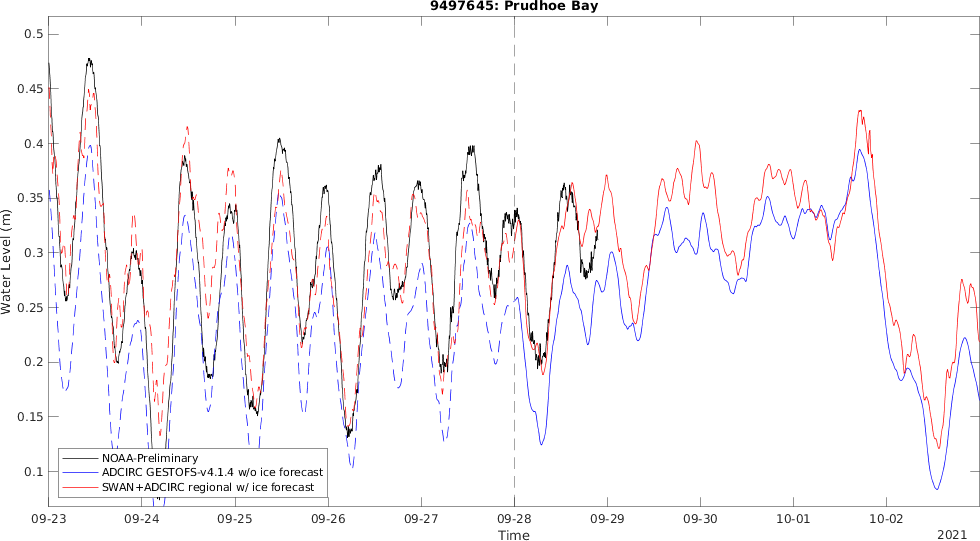 9497645: Prudhoe Bay
0.5
0.45
0.4
0.35
0.3
0.25
0.2
0.15
0.1
Water Level (m)
NOAA-Preliminary
ADCIRC GESTOFS-v4.1.4 w/o ice forecast
SWAN+ADCIRC regional w/ ice forecast
09-23 09-24 09-25 09-26 09-27 09-28 09-29 09-30 10-01 10-02
Time
2021